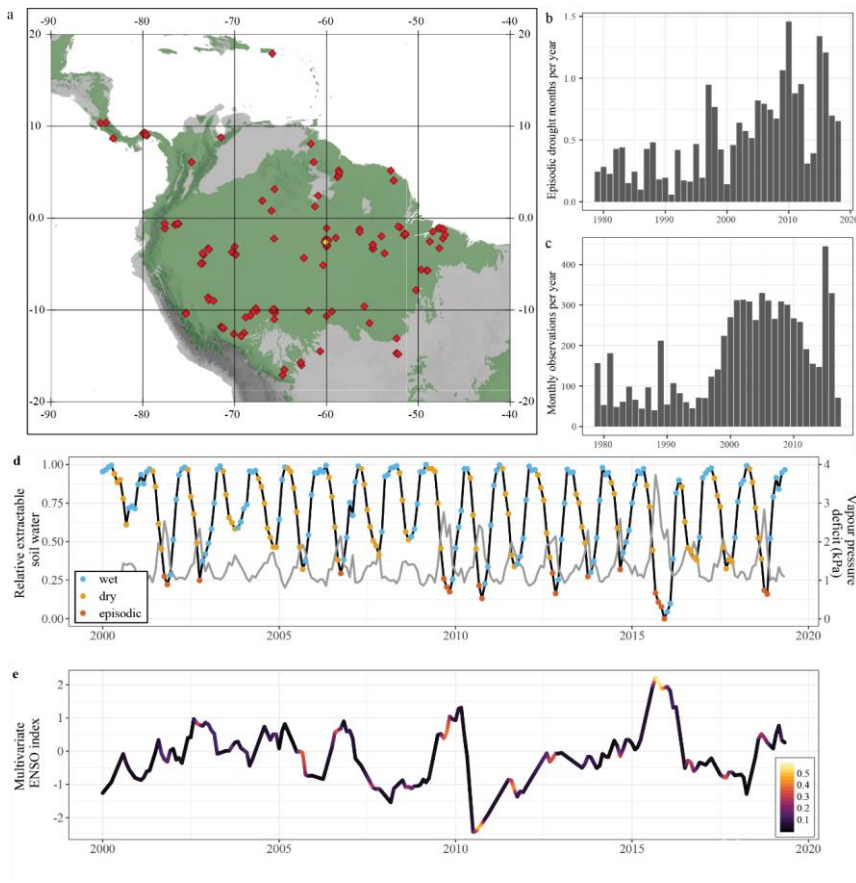 a
-90 -80 -70 -60 -50 -40
20 20
10 10
0.0 0.0
-10 -10
-20 -20
-90 -80 -70 -60 -50 -40
b
Episodic drought months per year
1.5
1.0
0.5
0.0
1980 1990 2000 2010
c
Monthly observations per year
400
300
200
100
0
1980 1990 2000 2010
d
Relative extractable
soil water
1.00
0.75
0.50
0.25
0.00
wet
dry
episodic
4
3
2
1
0
Vapour pressure
deficit (kPa)
2000 2005 2010 2015 2020
e
Multivariate
ENSO index
2
1
0
-1
-2
0.5
0.4
0.3
0.2
0.1
2000 2005 2010 2015 2020